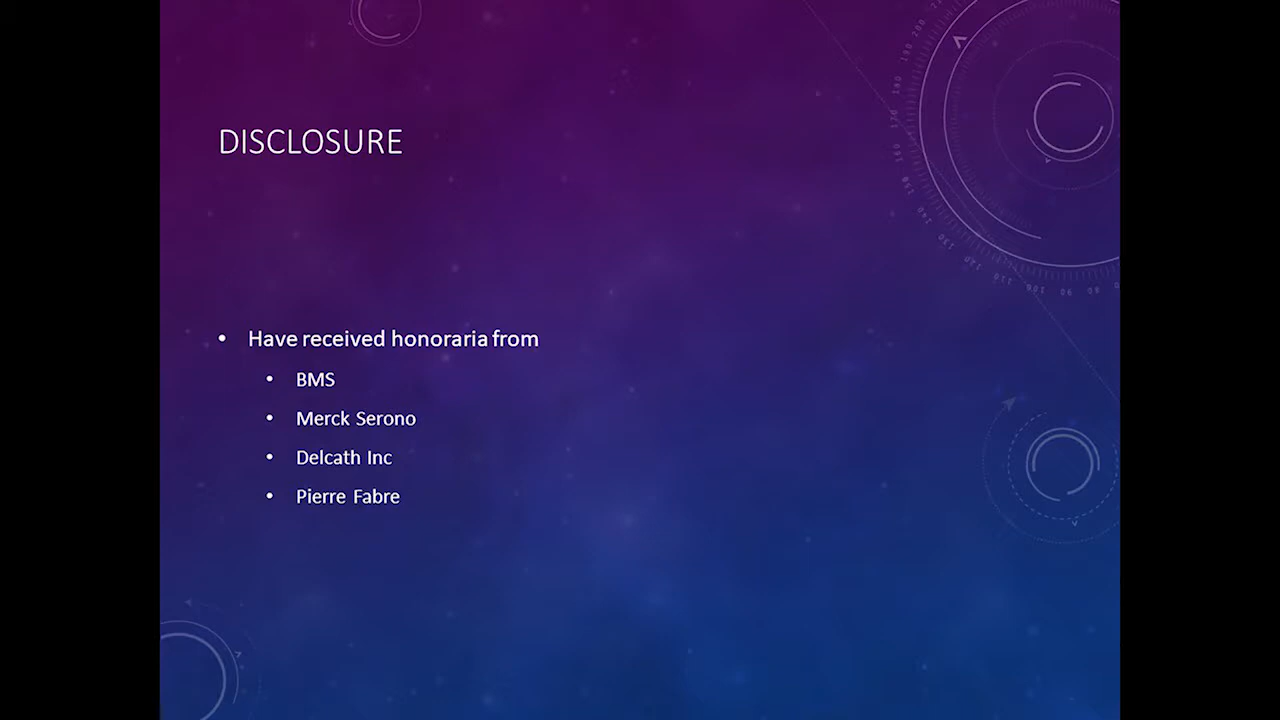 DISCLOSURE
• Have received honoraria from
• BMS
• Merck Serono
• Delcath Inc
• Pierre Fabre